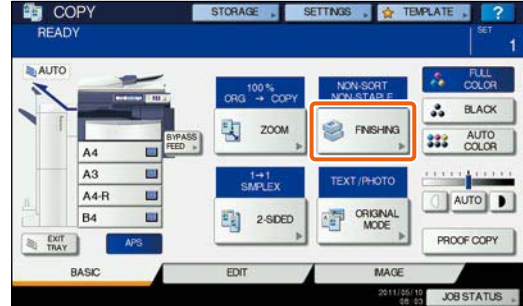 COPY
STORAGE
SETTINGS
TEMPLATE
?
READY
SET
1
AUTO
100 %
ORG → COPY
NON-SORT
NON-STAPLE
FULL
COLOR
BLACK
AUTO
COLOR
ZOOM
FINISHING
BYPASS
FEED
A4
A3
A4-R
B4
1→1
SIMPLEX
TEXT/PHOTO
2-SIDED
ORIGINAL
MODE
AUTO
EXIT
TRAY
APS
PROOF COPY
BASIC
EDIT
IMAGE
2011/05/10
08:03
JOB STATUS